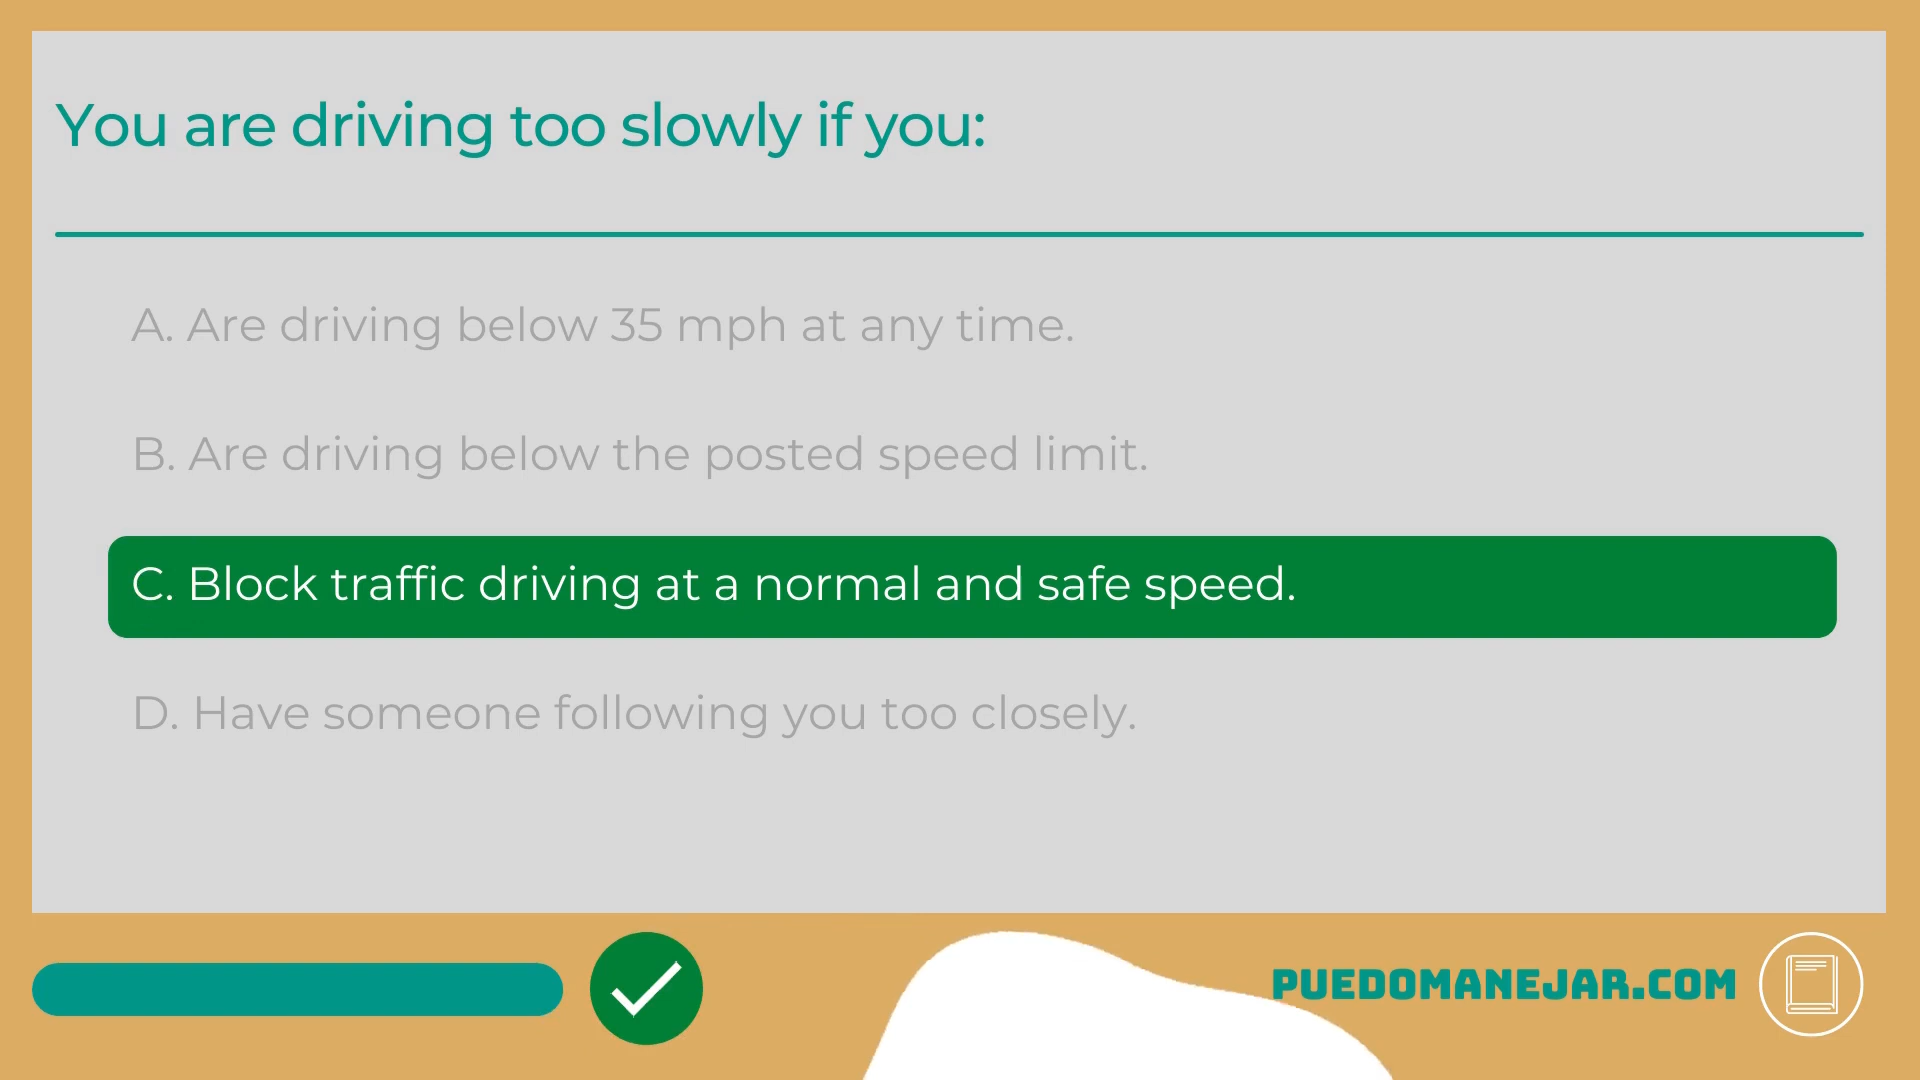 You are driving too slowly if you:
A. Are driving below 35 mph at any time.
B. Are driving below the posted speed limit.
C. Block traffic driving at a normal and safe speed.
D. Have someone following you too closely.
PUEDOMANEJAR.COM